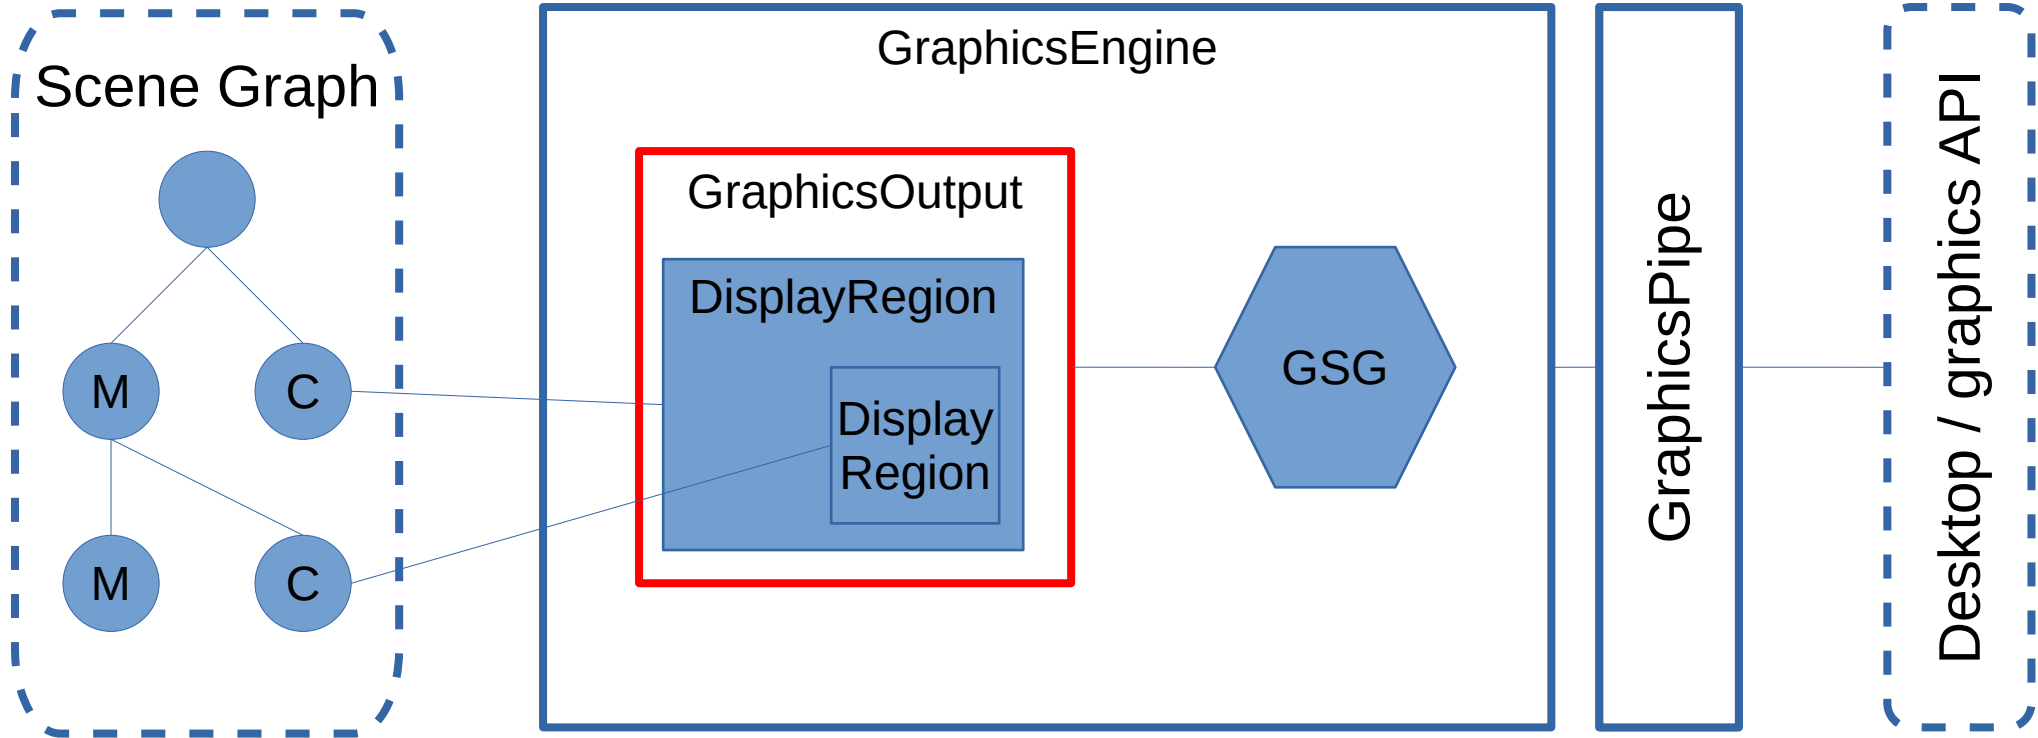 Scene Graph
M
C
M
C
GraphicsEngine
GraphicsOutput
DisplayRegion
Display
Region
GSG
GraphicsPipe
Desktop / graphics API